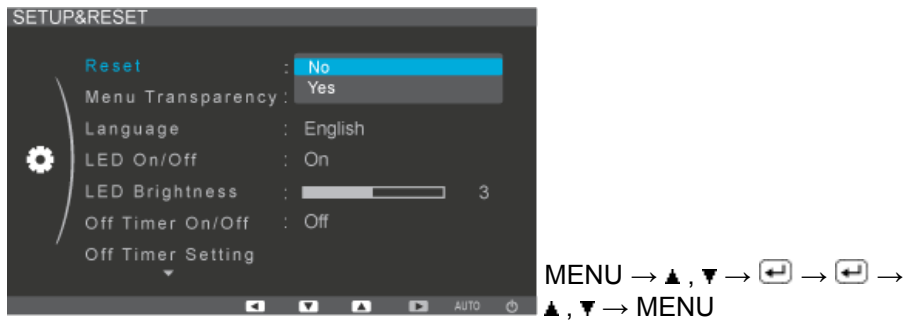 SETUP&RESET
Reset : No
Yes
Menu Transparency :
Language : English
LED On/Off : On
LED Brightness : 3
Off Timer On/Off : Off
Off Timer Setting
AUTO
MENU → ▲ , ▼ → ↵ → ↵ →
▲ , ▼ → MENU